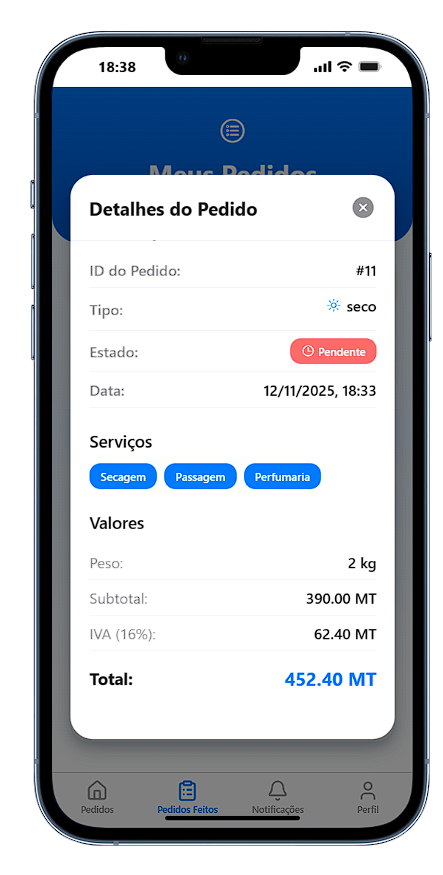 18:38
Meus Pedidos
Detalhes do Pedido
ID do Pedido: #11
Tipo: seco
Estado: Pendente
Data: 12/11/2025, 18:33
Serviços
Secagem Passagem Perfumaria
Valores
Peso: 2 kg
Subtotal: 390.00 MT
IVA (16%): 62.40 MT
Total: 452.40 MT
Pedidos Pedidos Feitos Notificações Perfil